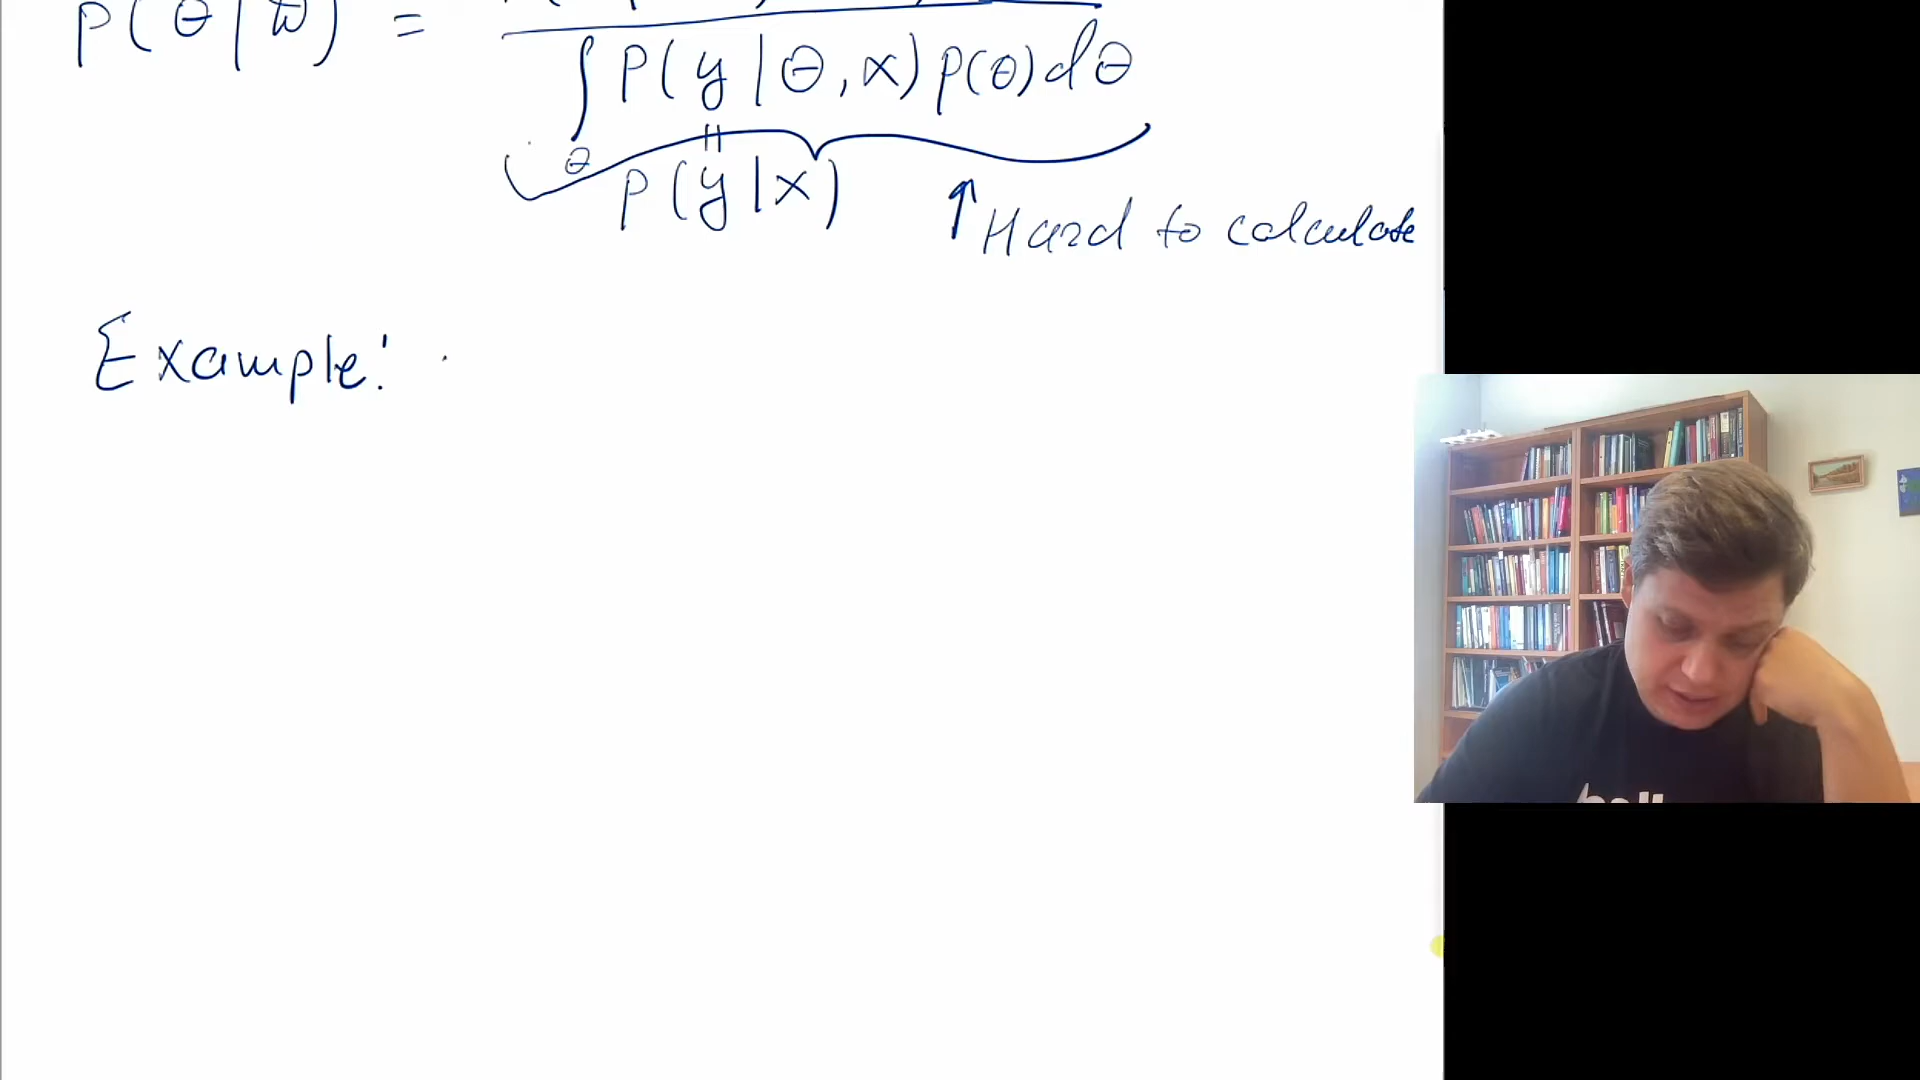 p(θ|D) =
∫ P(y|θ,x) p(θ)dθ
θ
||
P(y|x)
↑ Hard to calculate
Example: